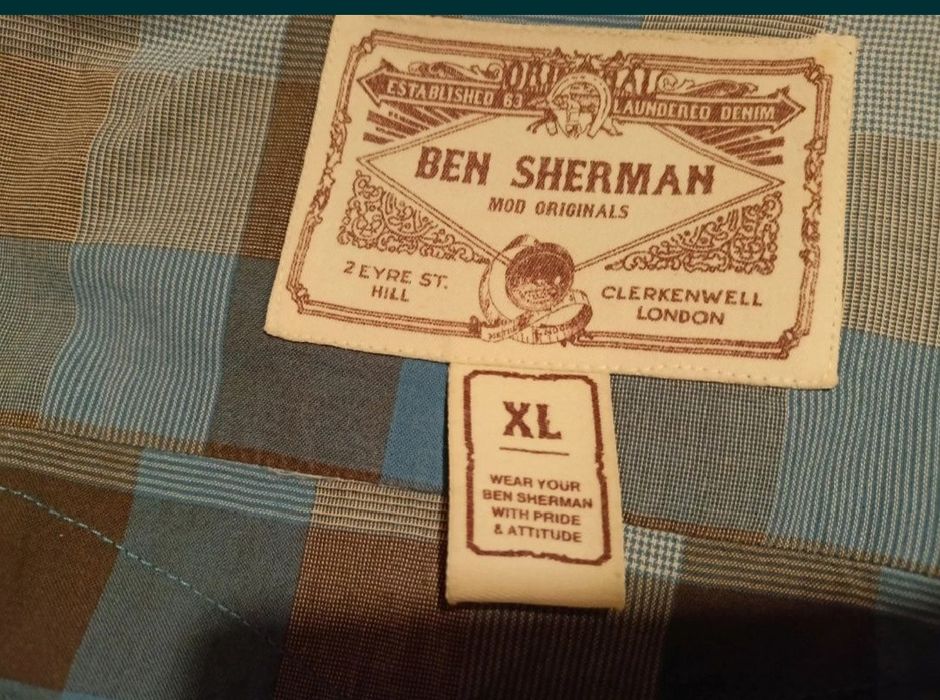 ESTABLISHED 63
LAUNDERED DENIM
BEN SHERMAN
MOD ORIGINALS
2 EYRE ST.
HILL
CLERKENWELL
LONDON
XL
WEAR YOUR
BEN SHERMAN
WITH PRIDE
& ATTITUDE